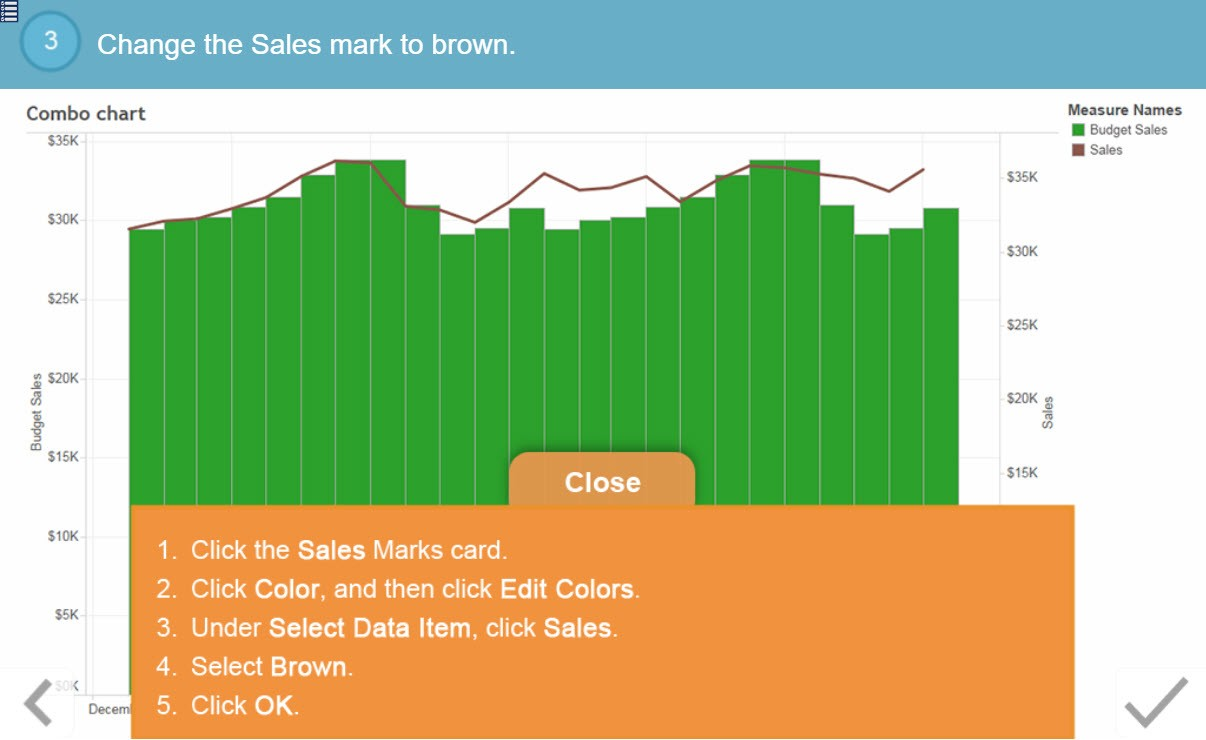 3
Change the Sales mark to brown.
Combo chart
Measure Names
Budget Sales
Sales
$35K
$30K
$25K
$20K
$15K
$10K
$5K
$0K
Budget Sales
$35K
$30K
$25K
$20K
$15K
Sales
Close
1. Click the Sales Marks card.
2. Click Color, and then click Edit Colors.
3. Under Select Data Item, click Sales.
4. Select Brown.
5. Click OK.